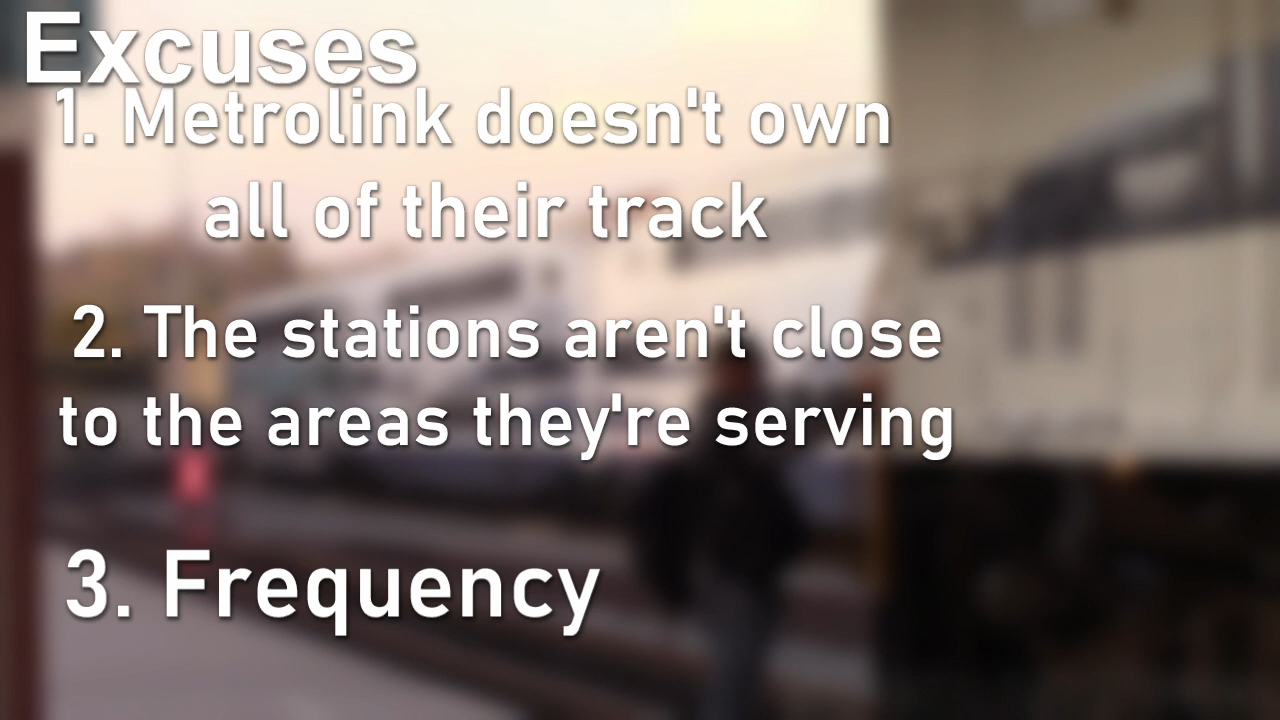 Excuses
1. Metrolink doesn't own
all of their track
2. The stations aren't close
to the areas they're serving
3. Frequency